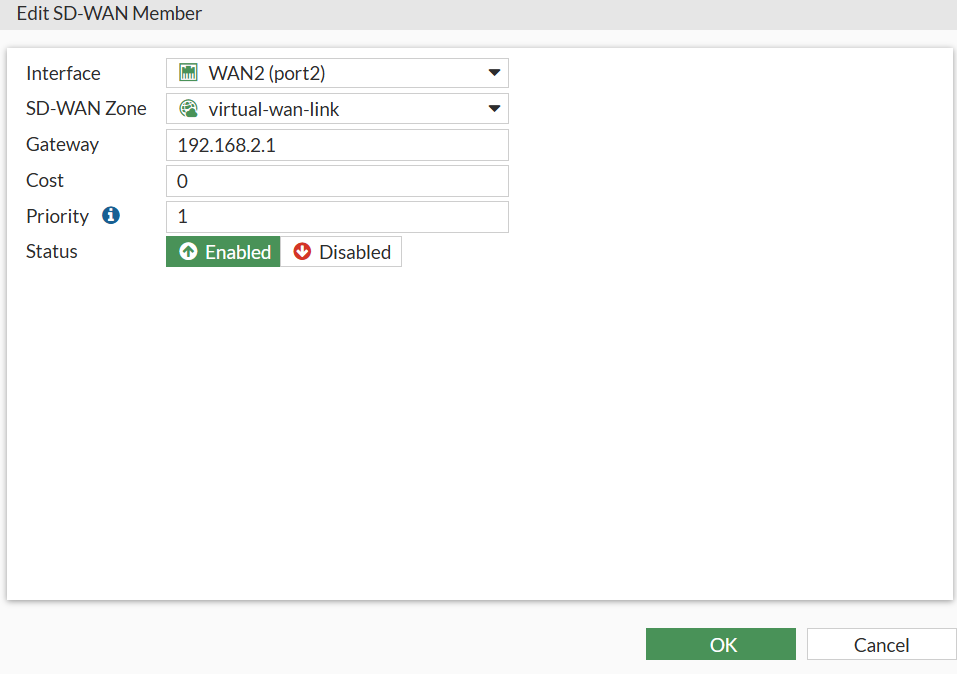 Edit SD-WAN Member
Interface WAN2 (port2)
SD-WAN Zone virtual-wan-link
Gateway 192.168.2.1
Cost 0
Priority 1
Status Enabled Disabled
OK Cancel